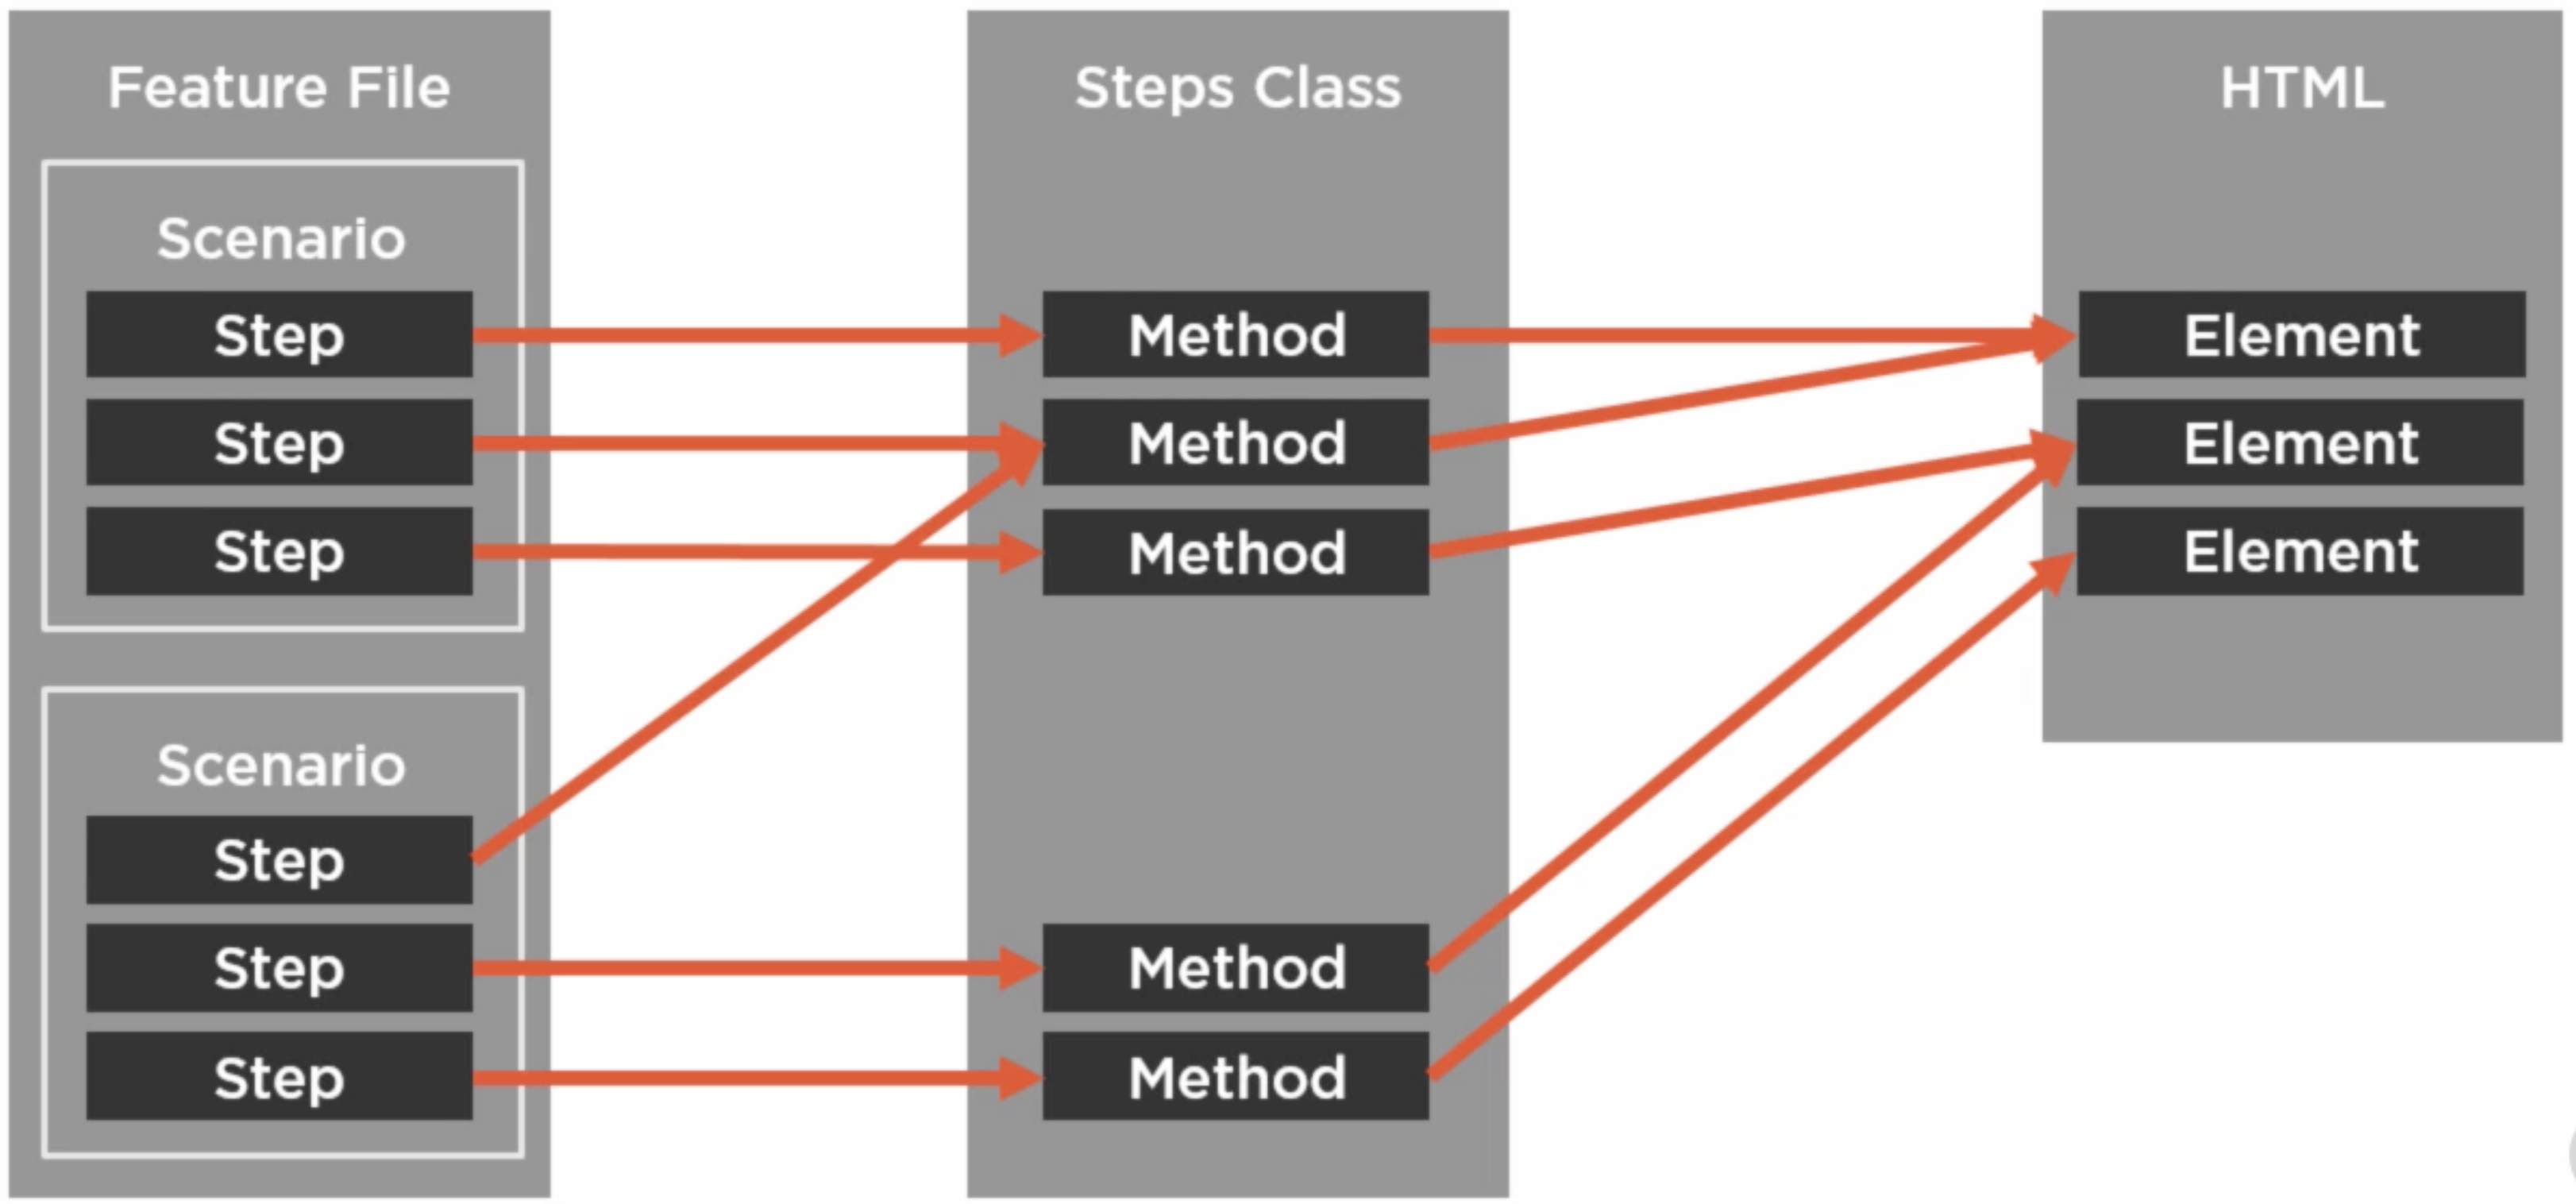 Feature File
Scenario
Step
Step
Step
Scenario
Step
Step
Step
Steps Class
Method
Method
Method
Method
Method
HTML
Element
Element
Element